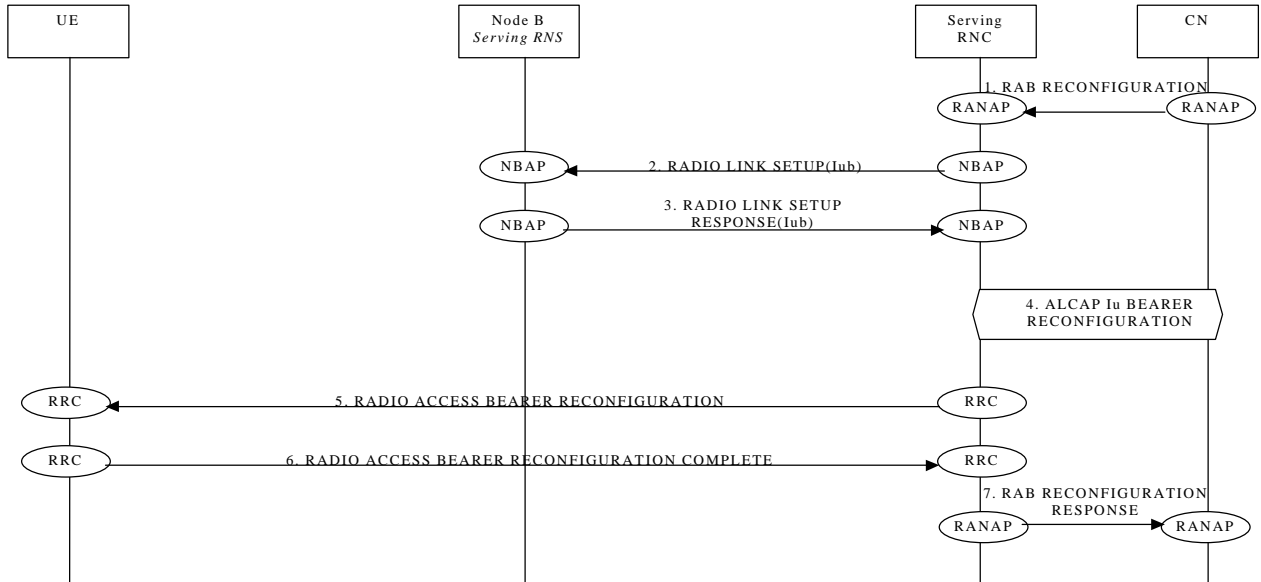 UE
Node B
Serving RNS
Serving
RNC
CN
1. RAB RECONFIGURATION
RANAP
RANAP
NBAP
2. RADIO LINK SETUP(Iub)
NBAP
3. RADIO LINK SETUP
RESPONSE(Iub)
NBAP
NBAP
4. ALCAP Iu BEARER
RECONFIGURATION
RRC
5. RADIO ACCESS BEARER RECONFIGURATION
RRC
RRC
6. RADIO ACCESS BEARER RECONFIGURATION COMPLETE
RRC
7. RAB RECONFIGURATION
RESPONSE
RANAP
RANAP